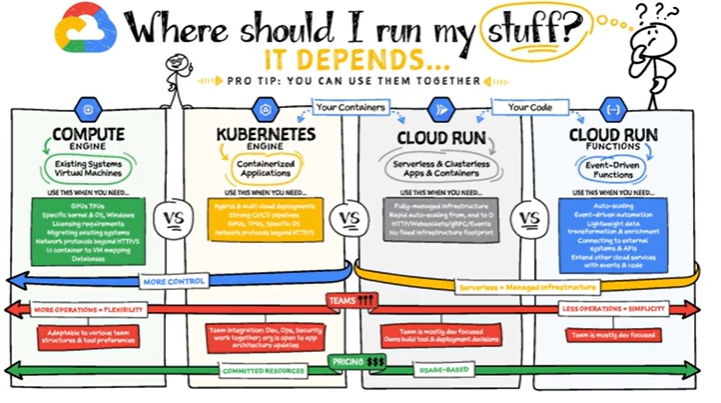 Where should I run my stuff?
IT DEPENDS...
PRO TIP: YOU CAN USE THEM TOGETHER
???
Your Containers
Your Code
COMPUTE
ENGINE
Existing Systems
Virtual Machines
USE THIS WHEN YOU NEED...
GPUs TPUs
Specific kernel & OS, Windows
Licensing requirements
Migrating existing systems
Network protocols beyond HTTP/S
1:1 container to VM mapping
Databases
VS
KUBERNETES
ENGINE
Containerized
Applications
USE THIS WHEN YOU NEED...
Hybrid & multi-cloud deployments
Strong CI/CD pipelines
GPUs, TPUs, Specific OS
Network protocols beyond HTTP/S
VS
CLOUD RUN
Serverless & Clusterless
Apps & Containers
USE THIS WHEN YOU NEED...
Fully-managed infrastructure
Rapid auto-scaling from, and to 0
HTTP/Websockets/gRPC/Events
No fixed infrastructure footprint
VS
CLOUD RUN
FUNCTIONS
Event-Driven
Functions
USE THIS WHEN YOU NEED...
Auto-scaling
Event-driven automation
Lightweight data
transformation & enrichment
Connecting to external
systems & APIs
Extend other cloud services
with events & code
MORE CONTROL
Serverless = Managed Infrastructure
TEAMS
MORE OPERATIONS = FLEXIBILITY
LESS OPERATIONS = SIMPLICITY
Adaptable to various team
structures & tool preferences
Team integration: Dev, Ops, Security
work together; org is open to app
architecture updates
Team is mostly dev focused
Owns build tool & deployment decisions
Team is mostly dev focused
PRICING $$$
COMMITTED RESOURCES
USAGE-BASED